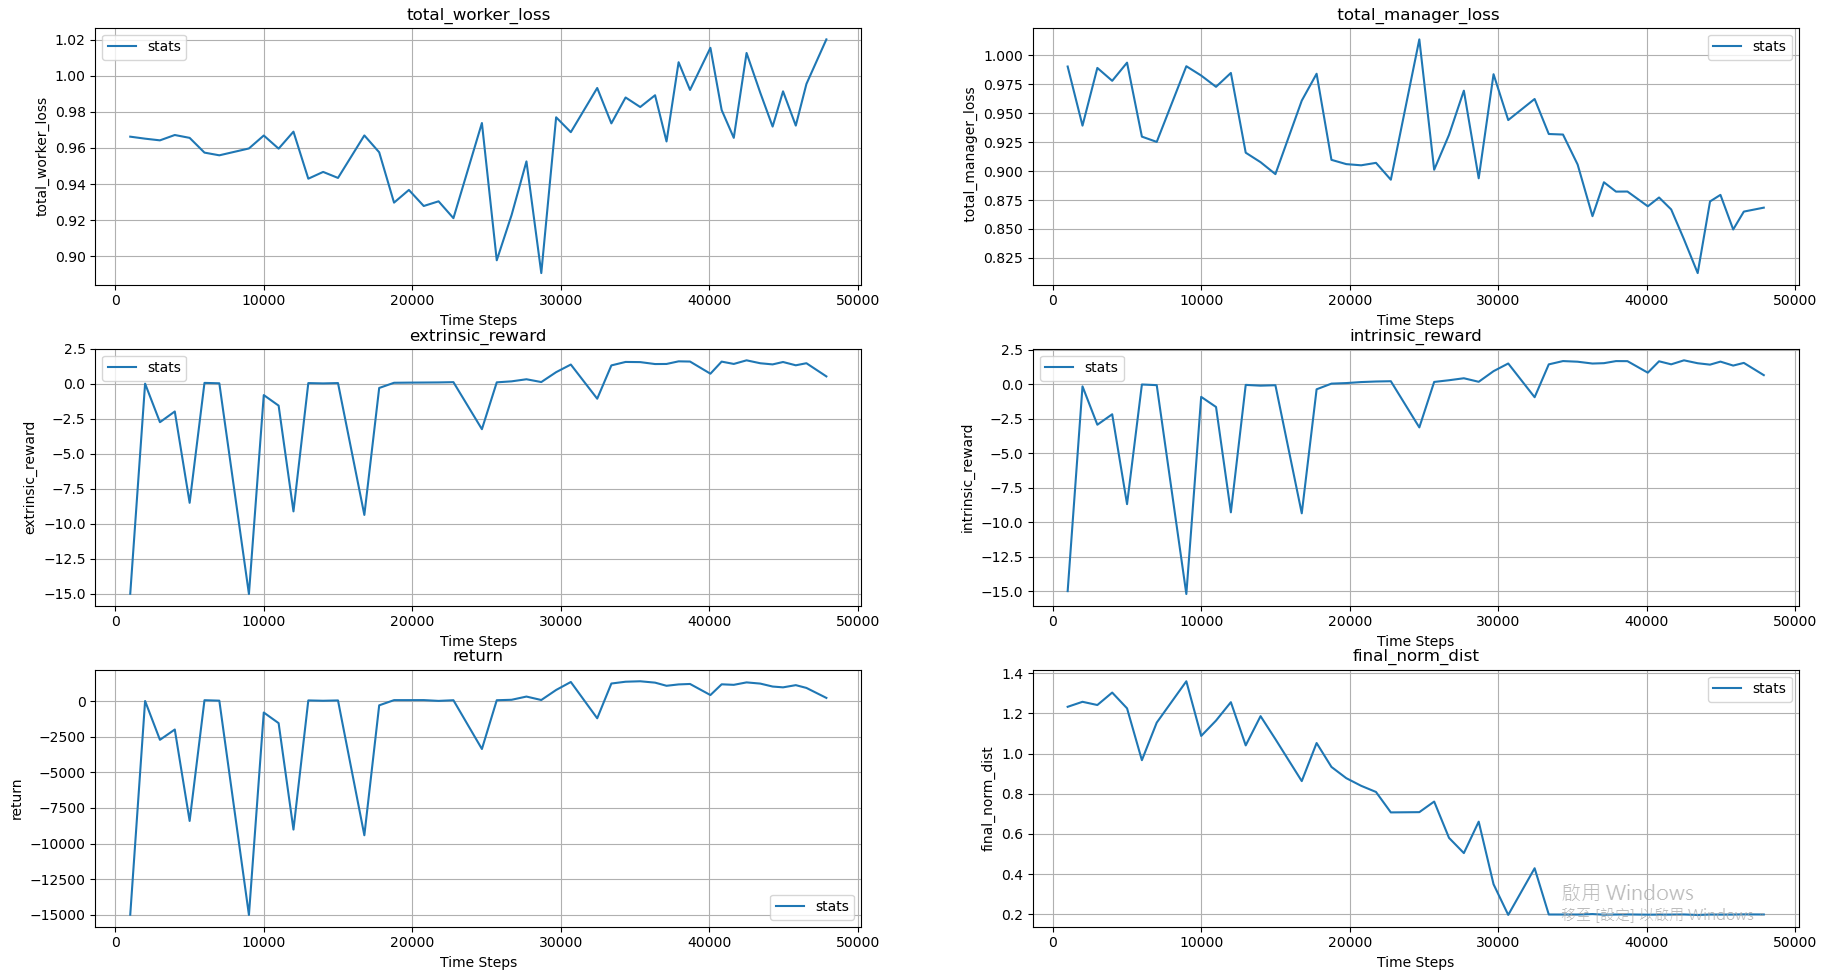 total_worker_loss
total_worker_loss
1.02
1.00
0.98
0.96
0.94
0.92
0.90
stats
0 10000 20000 30000 40000 50000
Time Steps
total_manager_loss
total_manager_loss
1.000
0.975
0.950
0.925
0.900
0.875
0.850
0.825
stats
0 10000 20000 30000 40000 50000
Time Steps
extrinsic_reward
extrinsic_reward
2.5
0.0
−2.5
−5.0
−7.5
−10.0
−12.5
−15.0
stats
0 10000 20000 30000 40000 50000
Time Steps
intrinsic_reward
intrinsic_reward
2.5
0.0
−2.5
−5.0
−7.5
−10.0
−12.5
−15.0
stats
0 10000 20000 30000 40000 50000
Time Steps
return
return
0
−2500
−5000
−7500
−10000
−12500
−15000
stats
0 10000 20000 30000 40000 50000
Time Steps
final_norm_dist
final_norm_dist
1.4
1.2
1.0
0.8
0.6
0.4
0.2
stats
0 10000 20000 30000 40000 50000
Time Steps
啟用 Windows
移至 [設定] 以啟用 Windows